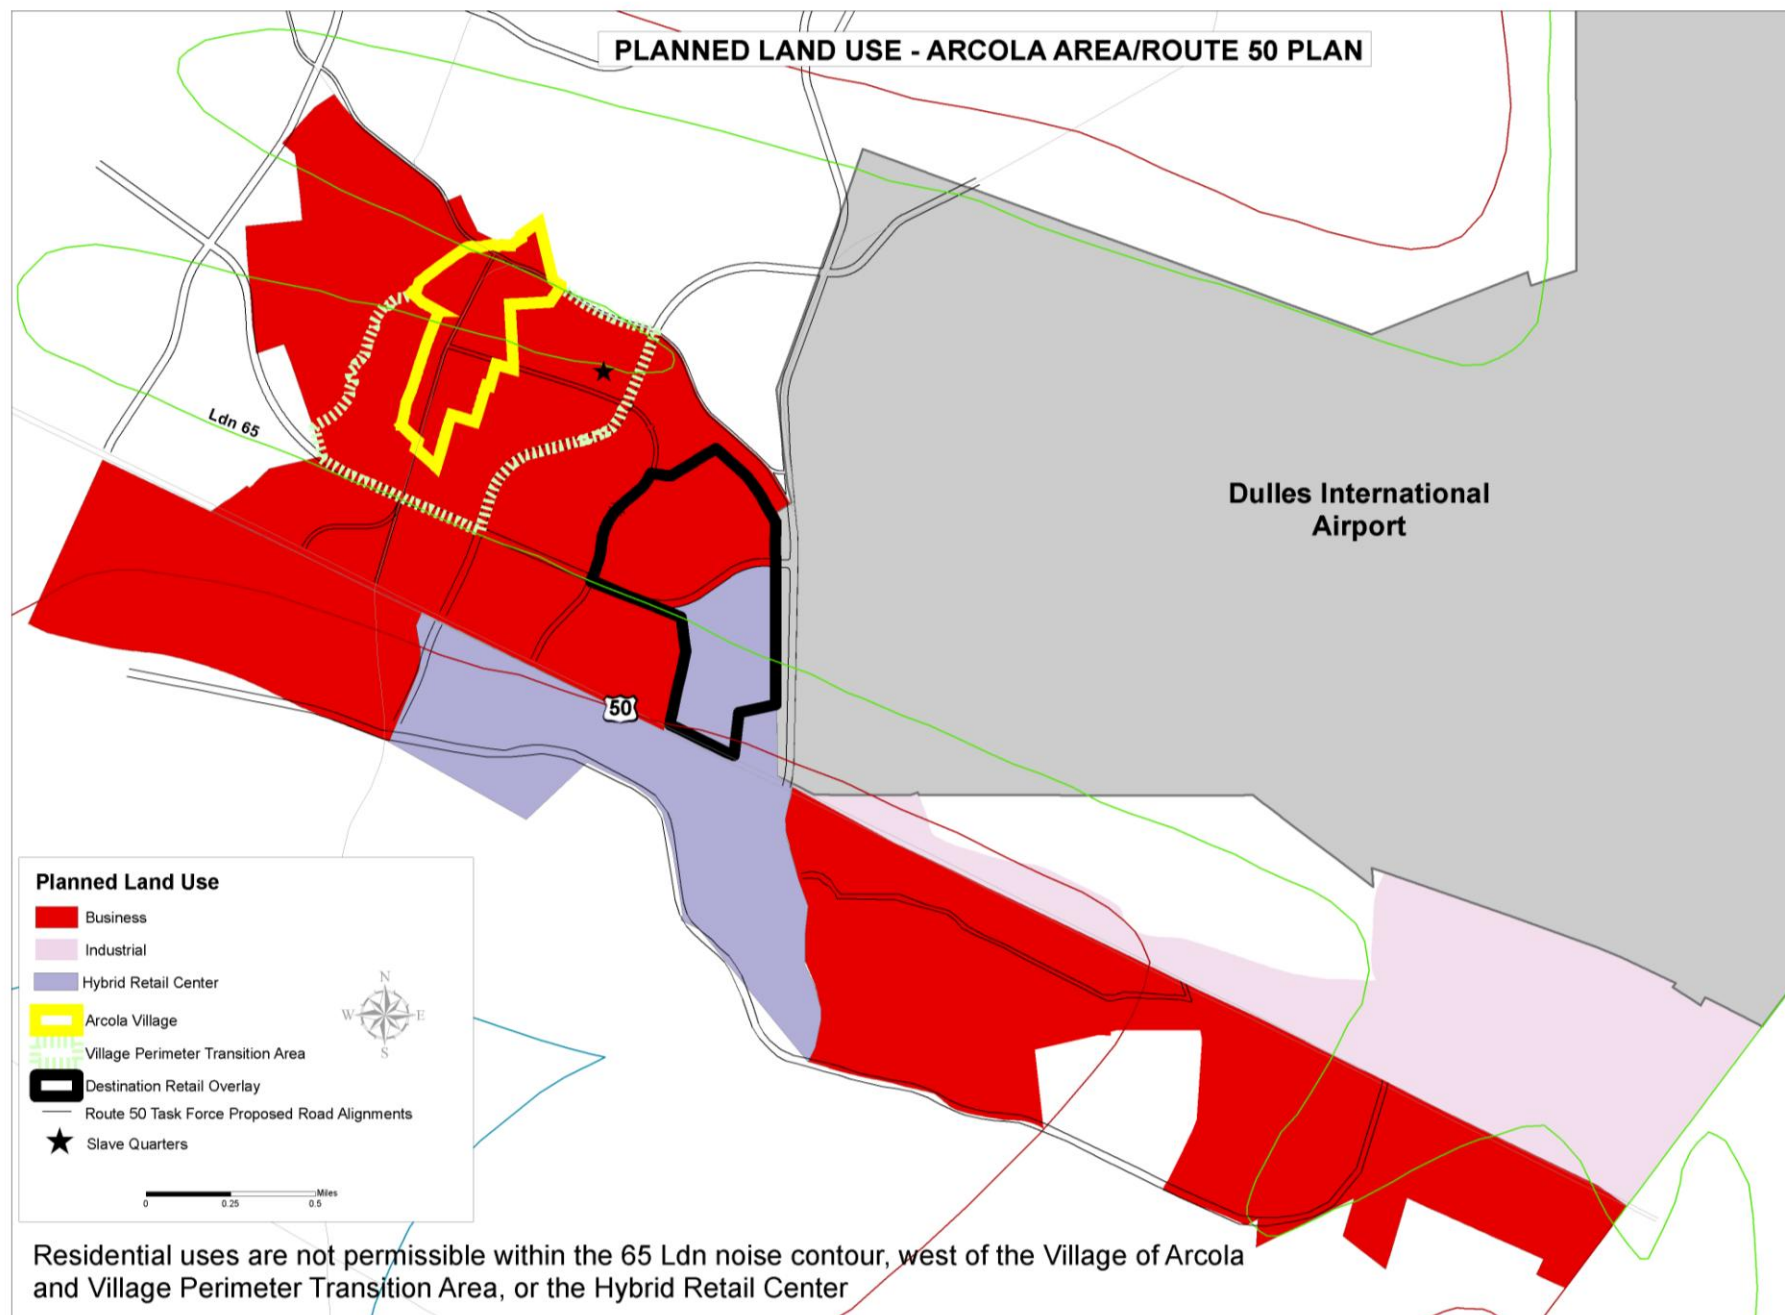 PLANNED LAND USE - ARCOLA AREA/ROUTE 50 PLAN
Ldn 65
Dulles International
Airport
50
Planned Land Use
Business
Industrial
Hybrid Retail Center
Arcola Village
Village Perimeter Transition Area
Destination Retail Overlay
Route 50 Task Force Proposed Road Alignments
Slave Quarters
N
W E
S
Miles
0 0.25 0.5
Residential uses are not permissible within the 65 Ldn noise contour, west of the Village of Arcola
and Village Perimeter Transition Area, or the Hybrid Retail Center